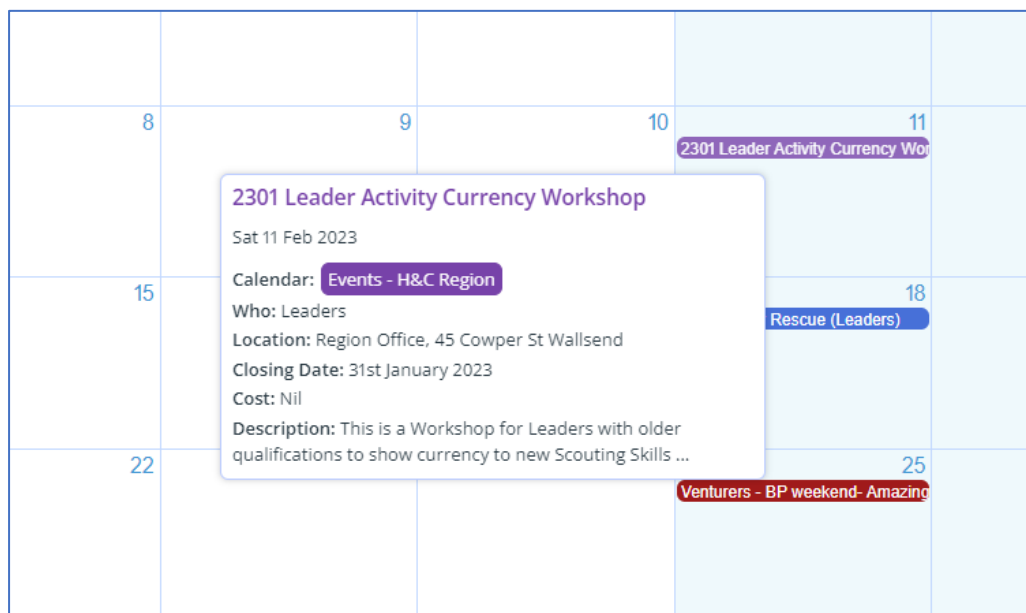 8 9 10 11
2301 Leader Activity Currency Wor
2301 Leader Activity Currency Workshop
Sat 11 Feb 2023
Calendar: Events - H&C Region
Who: Leaders
Location: Region Office, 45 Cowper St Wallsend
Closing Date: 31st January 2023
Cost: Nil
Description: This is a Workshop for Leaders with older
qualifications to show currency to new Scouting Skills ...
15 18
Rescue (Leaders)
22 25
Venturers - BP weekend- Amazing